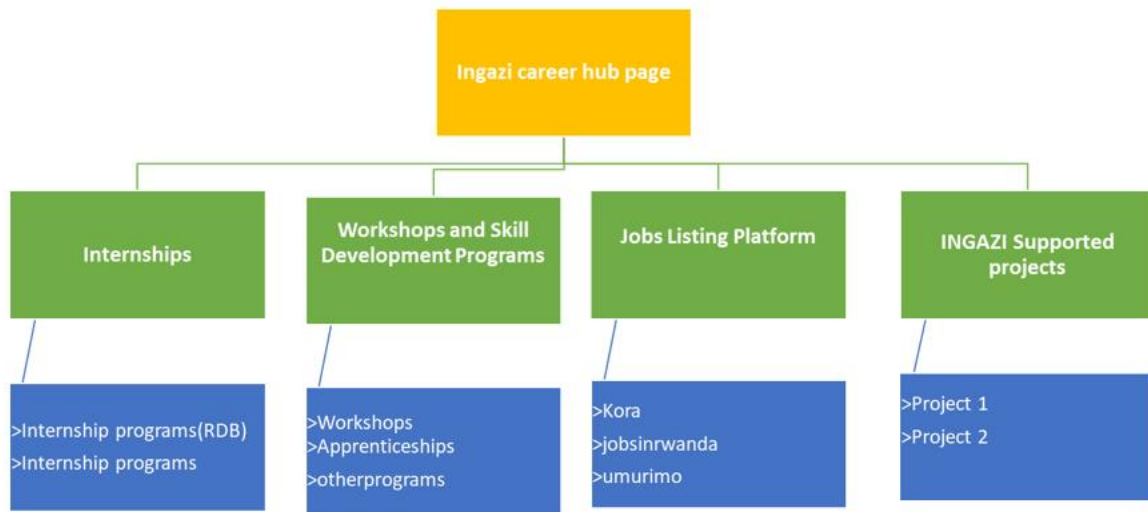 Ingazi career hub page
Internships
Workshops and Skill
Development Programs
Jobs Listing Platform
INGAZI Supported
projects
>Internship programs(RDB)
>Internship programs
>Workshops
>Apprenticeships
>otherprograms
>Kora
>jobsinrwanda
>umurimo
>Project 1
>Project 2